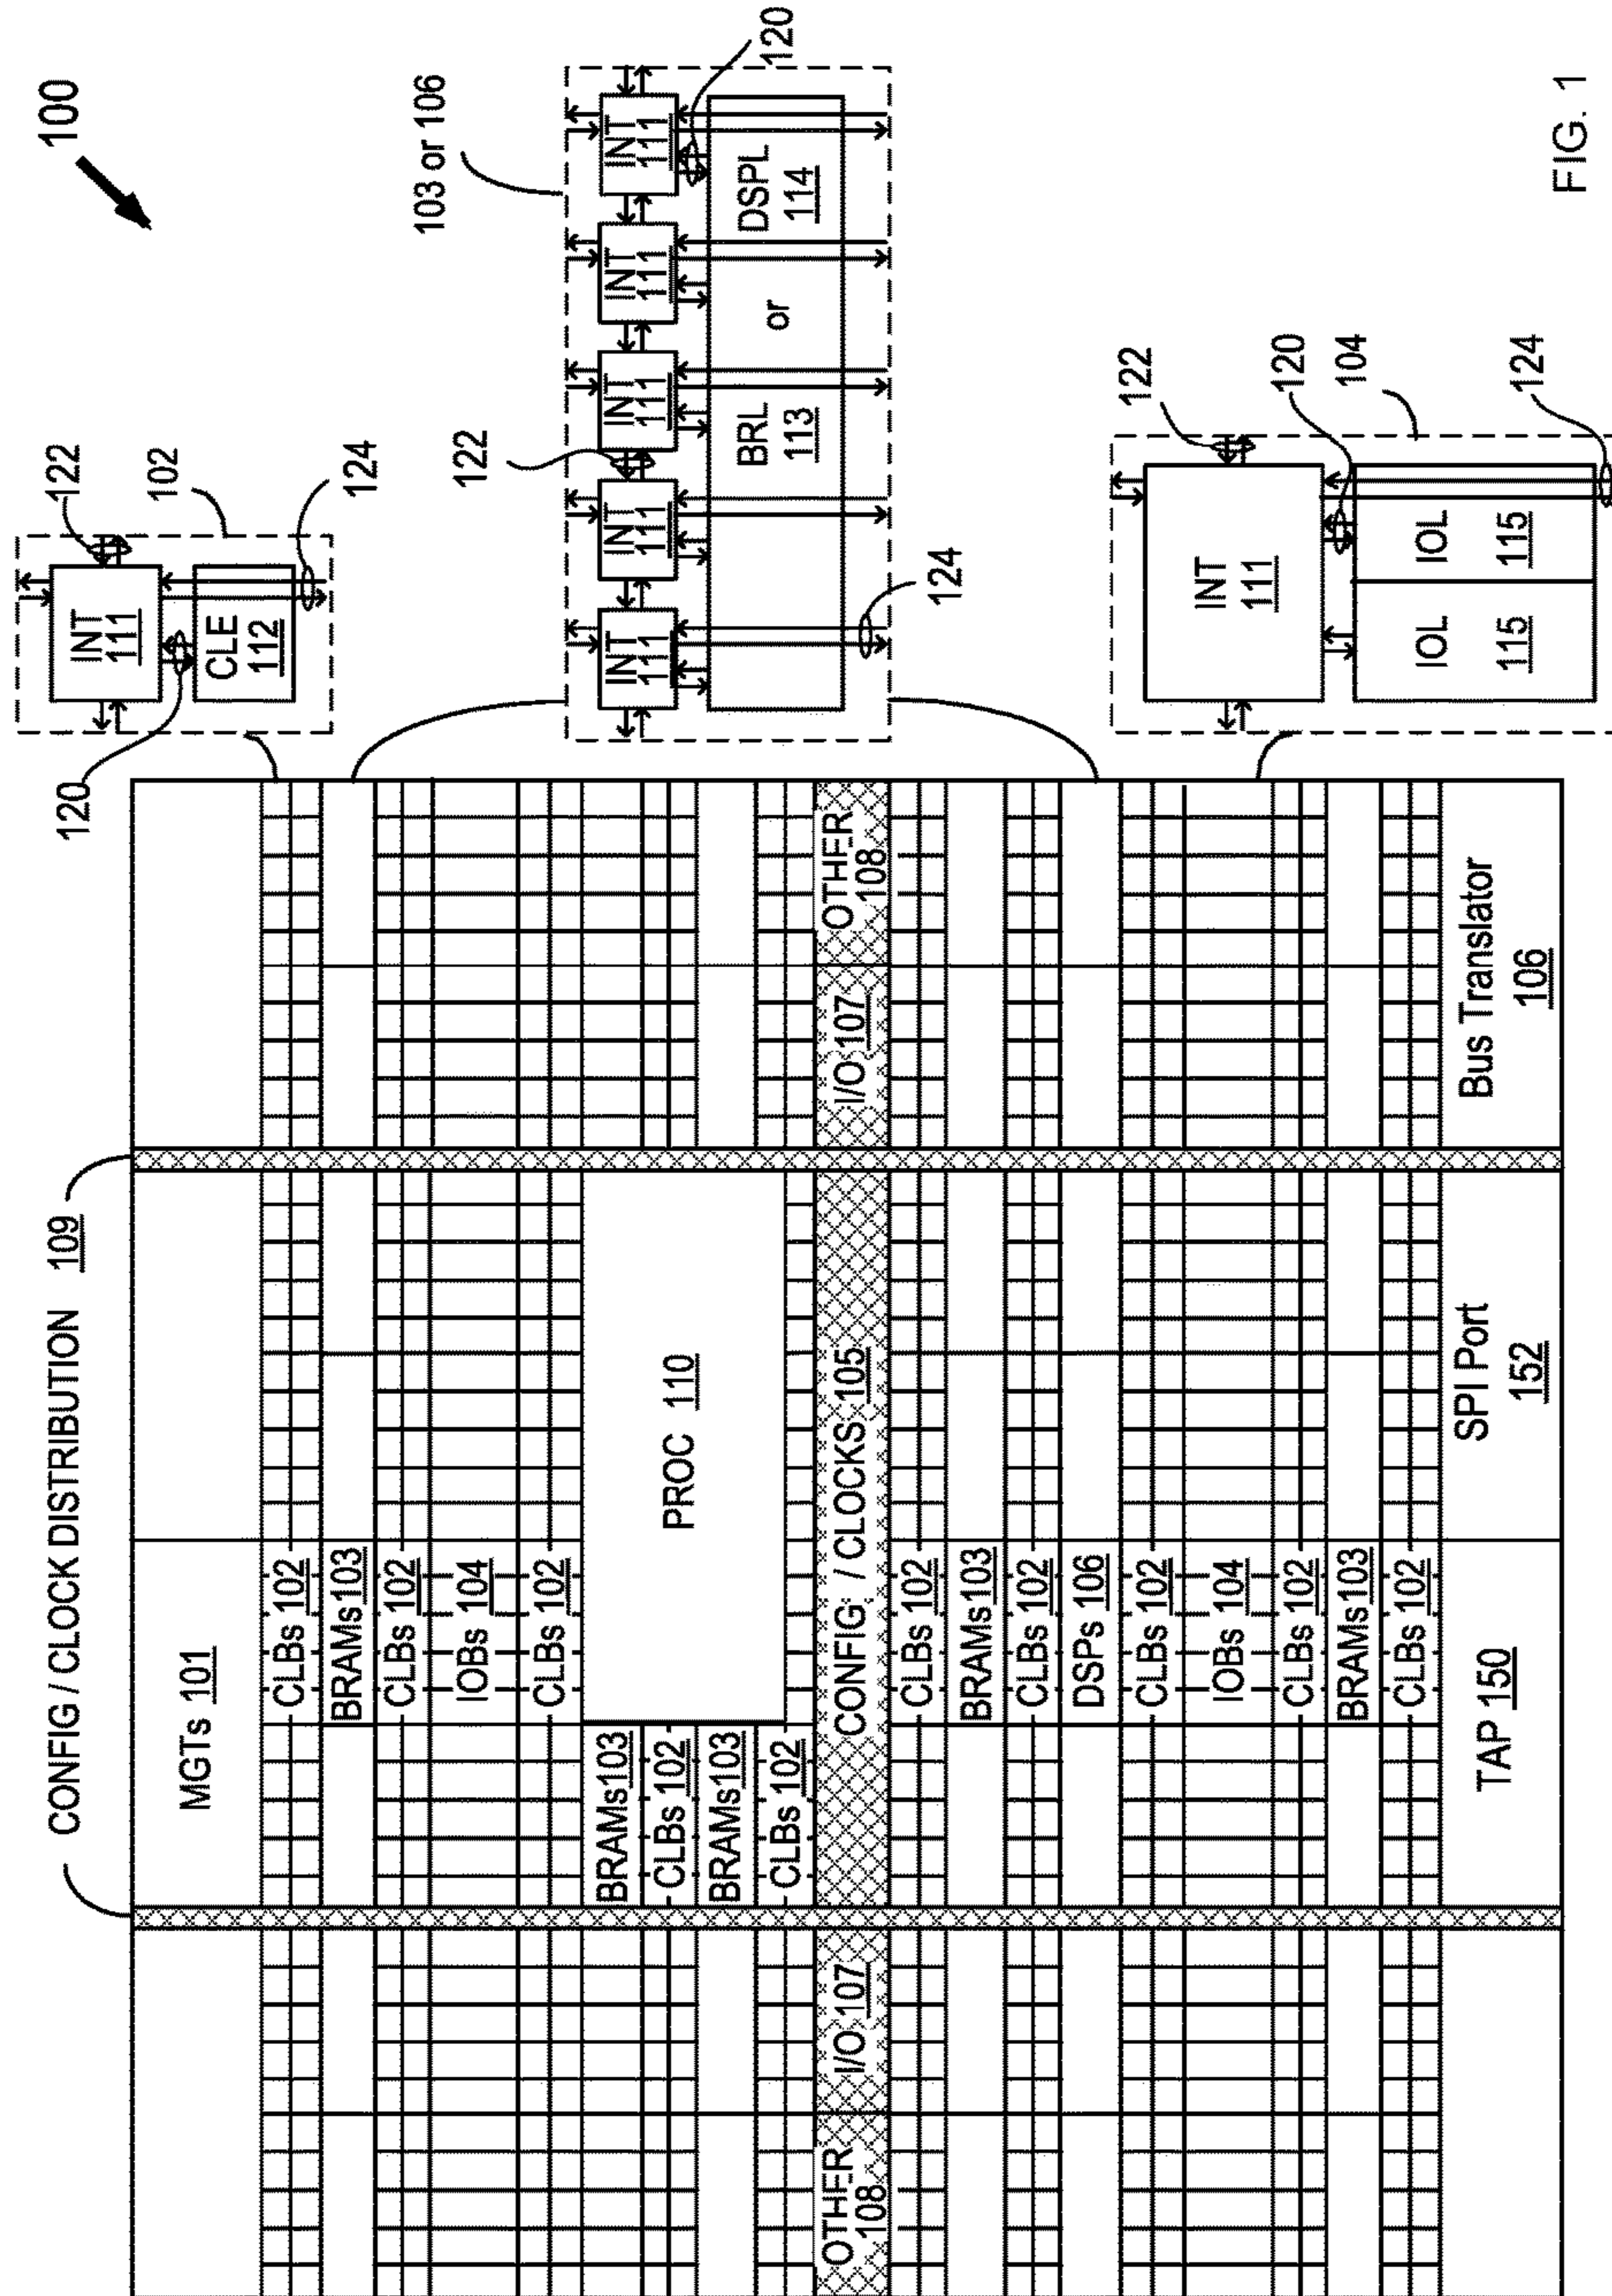 100
CONFIG / CLOCK DISTRIBUTION 109
MGTs 101
CLBs 102
BRAMs 103
CLBs 102
IOBs 104
CLBs 102
BRAMs 103
CLBs 102
BRAMs 103
CLBs 102
PROC 110
OTHER
108
I/O 107
CONFIG / CLOCKS 105
I/O 107
OTHER
108
CLBs 102
BRAMs 103
CLBs 102
DSPs 106
CLBs 102
IOBs 104
CLBs 102
BRAMs 103
CLBs 102
TAP 150
SPI Port
152
Bus Translator
106
INT
111
CLE
112
120
122
102
124
103 or 106
INT
111
INT
111
INT
111
INT
111
INT
111
122
120
BRL
113
or
DSPL
114
124
INT
111
122
120
104
IOL
115
IOL
115
124
FIG. 1